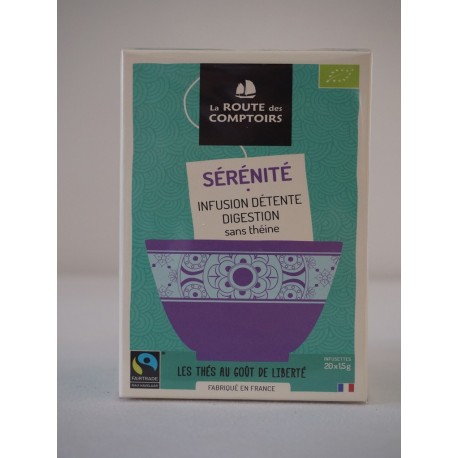 La ROUTE des
COMPTOIRS
SÉRÉNITÉ
INFUSION DÉTENTE
DIGESTION
sans théine
INFUSETTES
20x1.5g
LES THÉS AU GOÛT DE LIBERTÉ
FAIRTRADE
FABRIQUÉ EN FRANCE